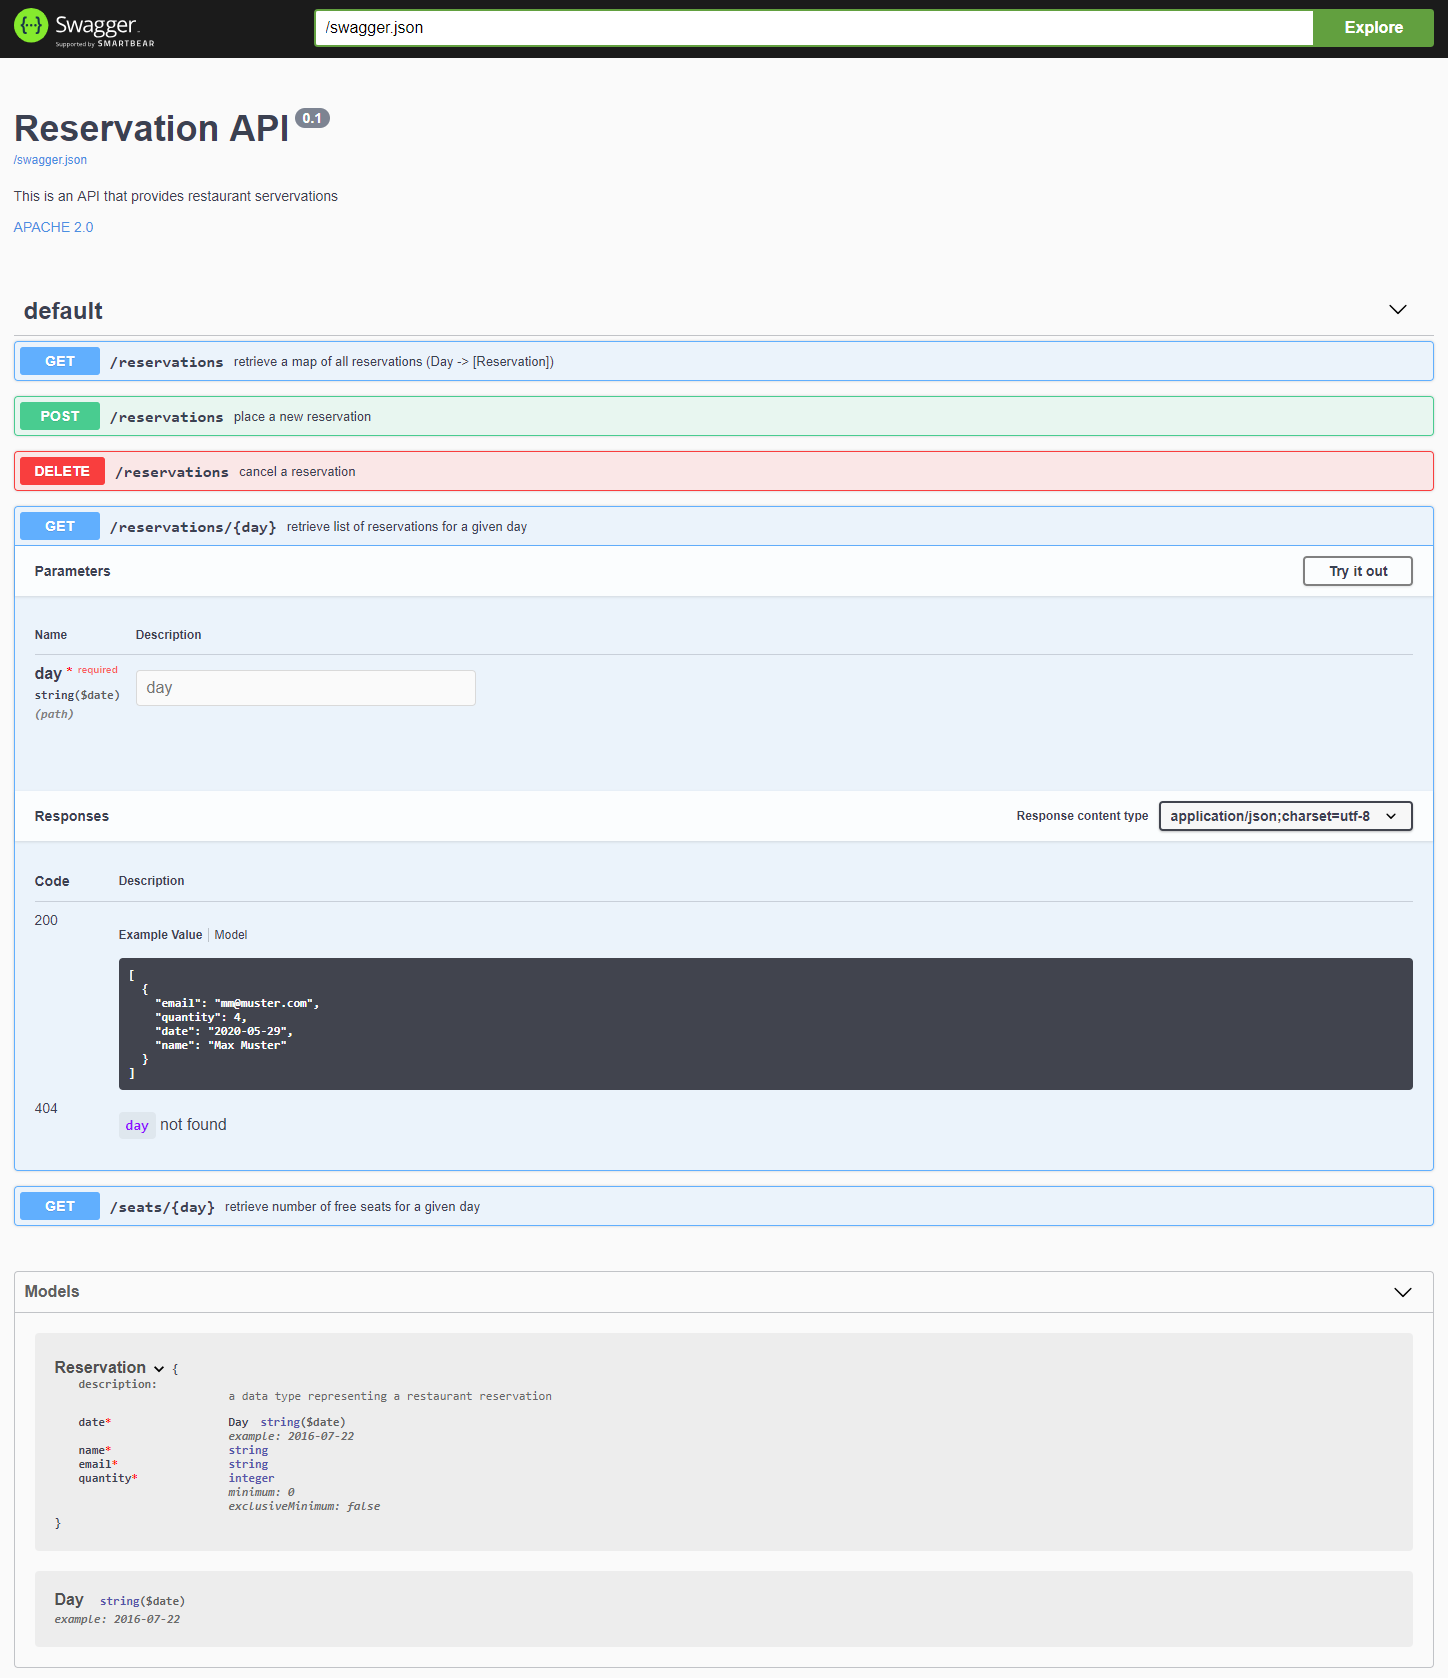 Swagger
Supported by SMARTBEAR
/swagger.json
Explore
Reservation API 0.1
/swagger.json
This is an API that provides restaurant servervations
APACHE 2.0
default
GET /reservations retrieve a map of all reservations (Day -> [Reservation])
POST /reservations place a new reservation
DELETE /reservations cancel a reservation
GET /reservations/{day} retrieve list of reservations for a given day
Parameters
Try it out
Name Description
day * required
day
string($date)
(path)
Responses
Response content type application/json;charset=utf-8
Code Description
200
Example Value Model
[
{
"email": "mm@muster.com",
"quantity": 4,
"date": "2020-05-29",
"name": "Max Muster"
}
]
404
day not found
GET /seats/{day} retrieve number of free seats for a given day
Models
Reservation {
description:
a data type representing a restaurant reservation
date* Day string($date)
example: 2016-07-22
name* string
email* string
quantity* integer
minimum: 0
exclusiveMinimum: false
}
Day string($date)
example: 2016-07-22